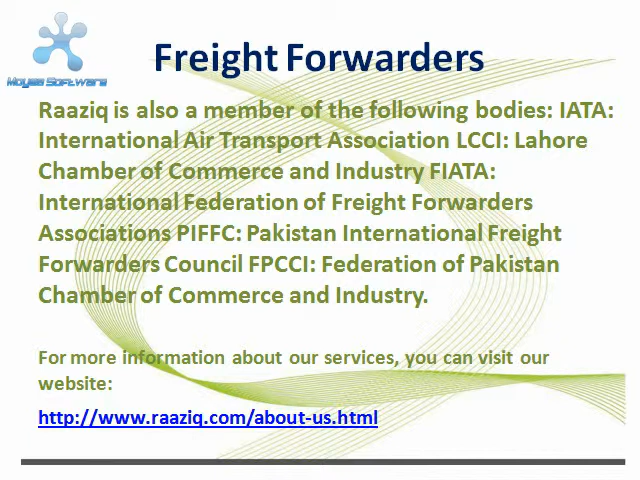 Freight Forwarders
Moyea Software
Raaziq is also a member of the following bodies: IATA:
International Air Transport Association LCCI: Lahore
Chamber of Commerce and Industry FIATA:
International Federation of Freight Forwarders
Associations PIFFC: Pakistan International Freight
Forwarders Council FPCCI: Federation of Pakistan
Chamber of Commerce and Industry.
For more information about our services, you can visit our
website:
http://www.raaziq.com/about-us.html